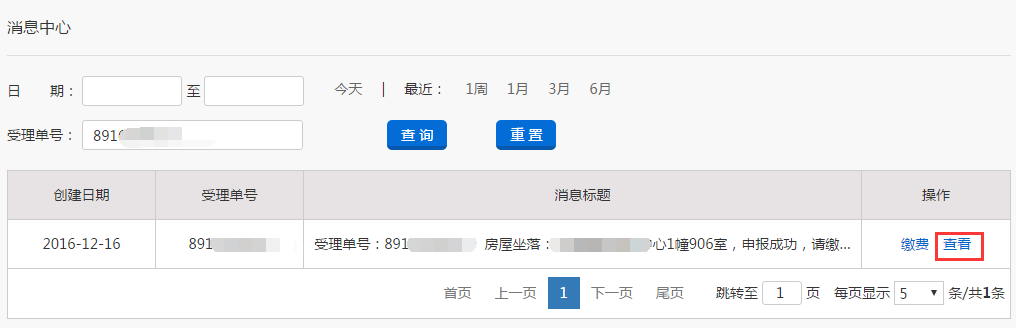 消息中心
日 期： 至 今天 | 最近： 1周 1月 3月 6月
受理单号： 891 查询 重置
创建日期 受理单号 消息标题 操作
2016-12-16 891 受理单号：891 房屋坐落： 心1幢906室，申报成功，请缴... 缴费 查看
首页 上一页 1 下一页 尾页 跳转至 1 页 每页显示 5 条/共1条